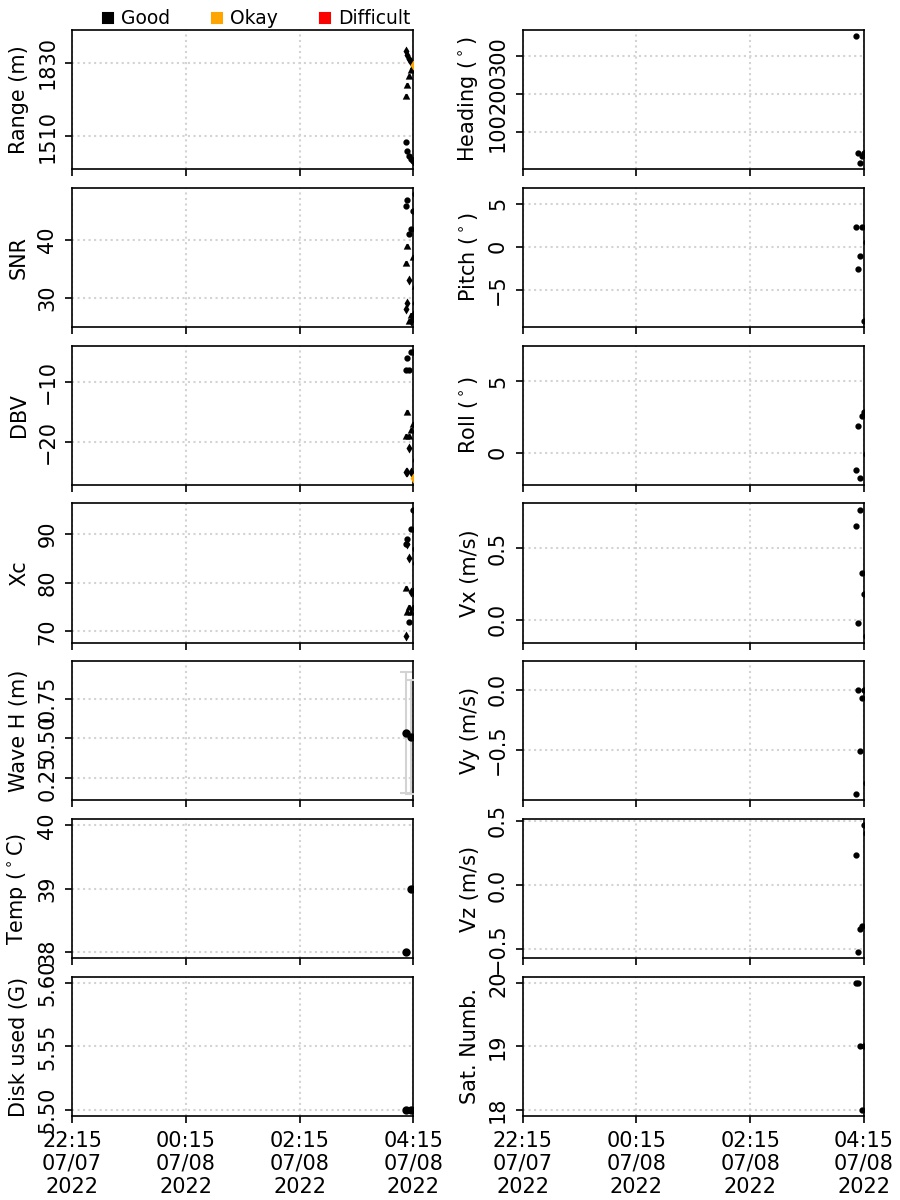 Good Okay Difficult
Range (m)
1830
1510
Heading (°)
300
200
100
SNR
40
30
Pitch (°)
5
0
−5
DBV
−10
−20
Roll (°)
5
0
Xc
90
80
70
Vx (m/s)
0.5
0.0
Wave H (m)
0.75
0.50
0.25
Vy (m/s)
0.0
−0.5
Temp (°C)
40
39
38
Vz (m/s)
0.5
0.0
−0.5
Disk used (G)
5.60
5.55
5.50
Sat. Numb.
20
19
18
22:15 00:15 02:15 04:15 22:15 00:15 02:15 04:15
07/07 07/08 07/08 07/08 07/07 07/08 07/08 07/08
2022 2022 2022 2022 2022 2022 2022 2022